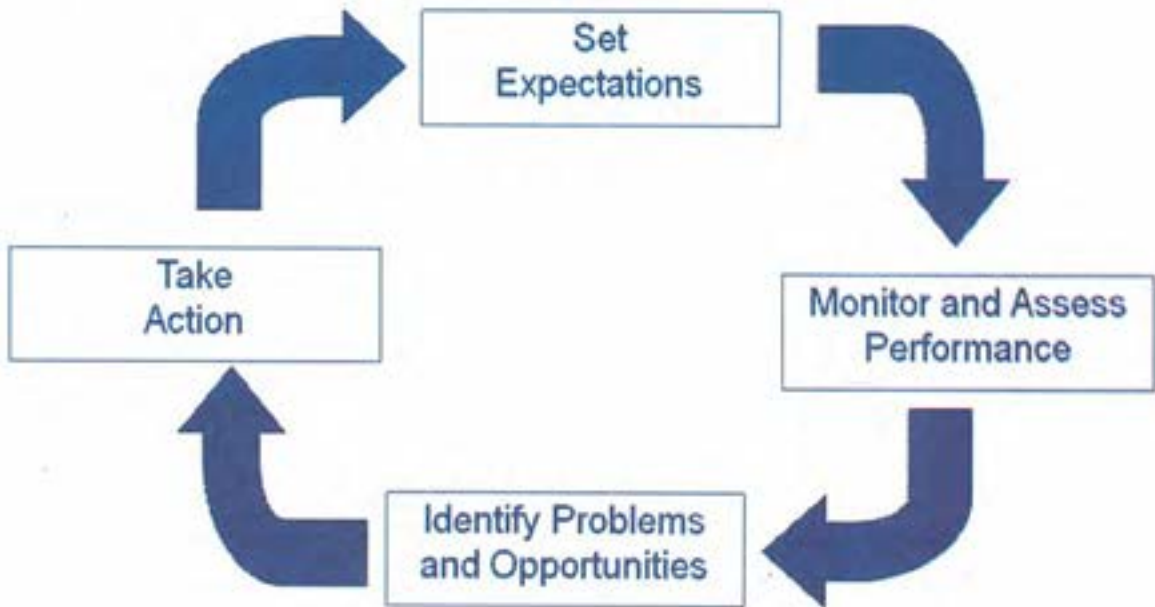 Set
Expectations
Monitor and Assess
Performance
Identify Problems
and Opportunities
Take
Action